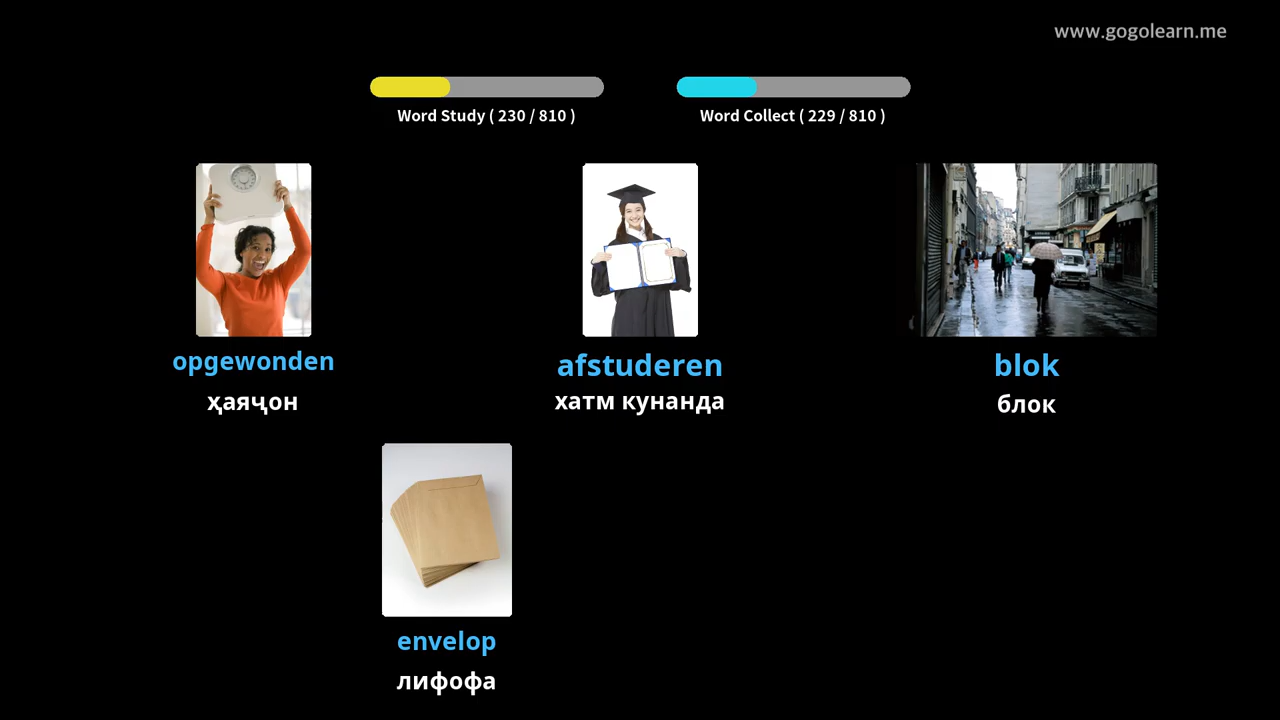 www.gogolearn.me
Word Study ( 230 / 810 )
Word Collect ( 229 / 810 )
opgewonden
ҳаяҷон
afstuderen
хатм кунанда
blok
блок
envelop
лифофа